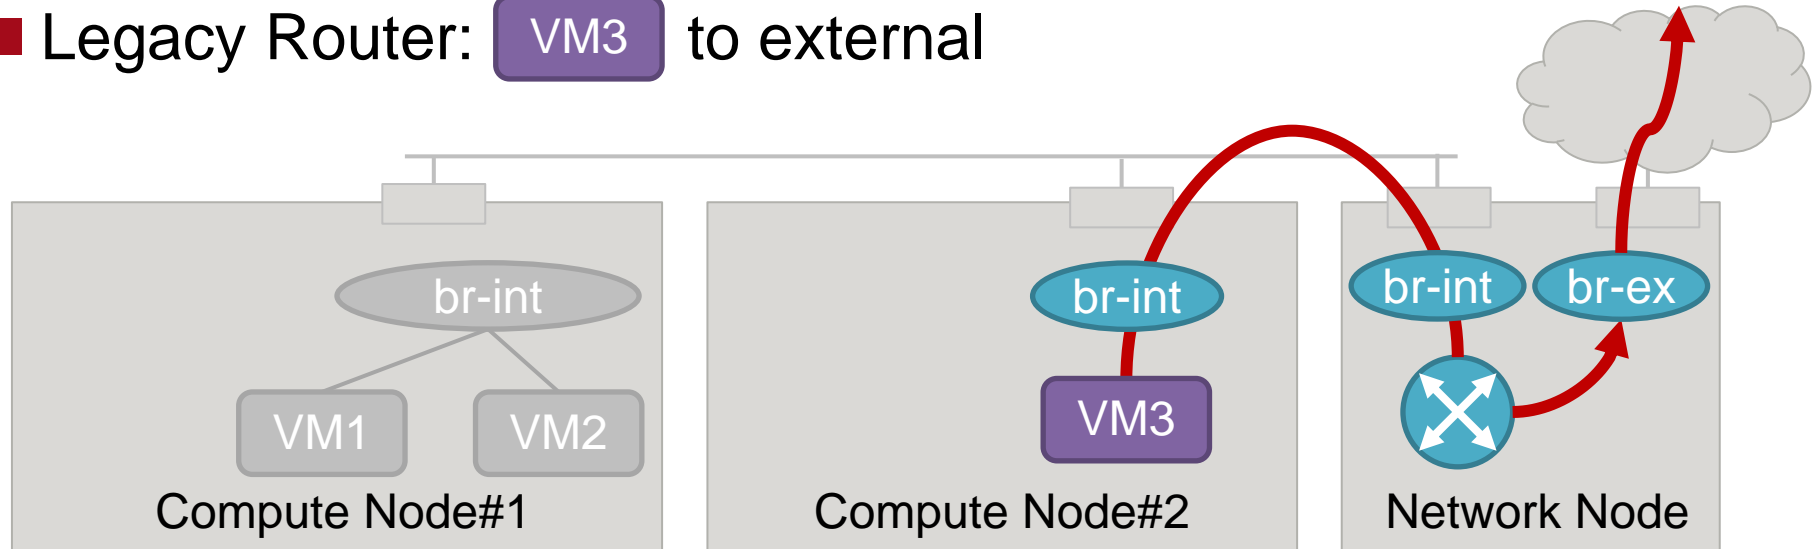 Legacy Router: VM3 to external
br-int
br-int
br-int
br-ex
VM1
VM2
VM3
Compute Node#1
Compute Node#2
Network Node